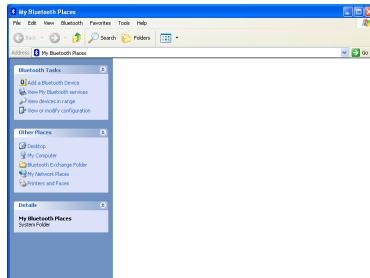 My Bluetooth Places
File Edit View Bluetooth Favorites Tools Help
Back Search Folders
Address My Bluetooth Places Go
Bluetooth Tasks
Add a Bluetooth Device
View My Bluetooth services
View devices in range
View or modify configuration
Other Places
Desktop
My Computer
Bluetooth Exchange Folder
My Network Places
Printers and Faxes
Details
My Bluetooth Places
System Folder